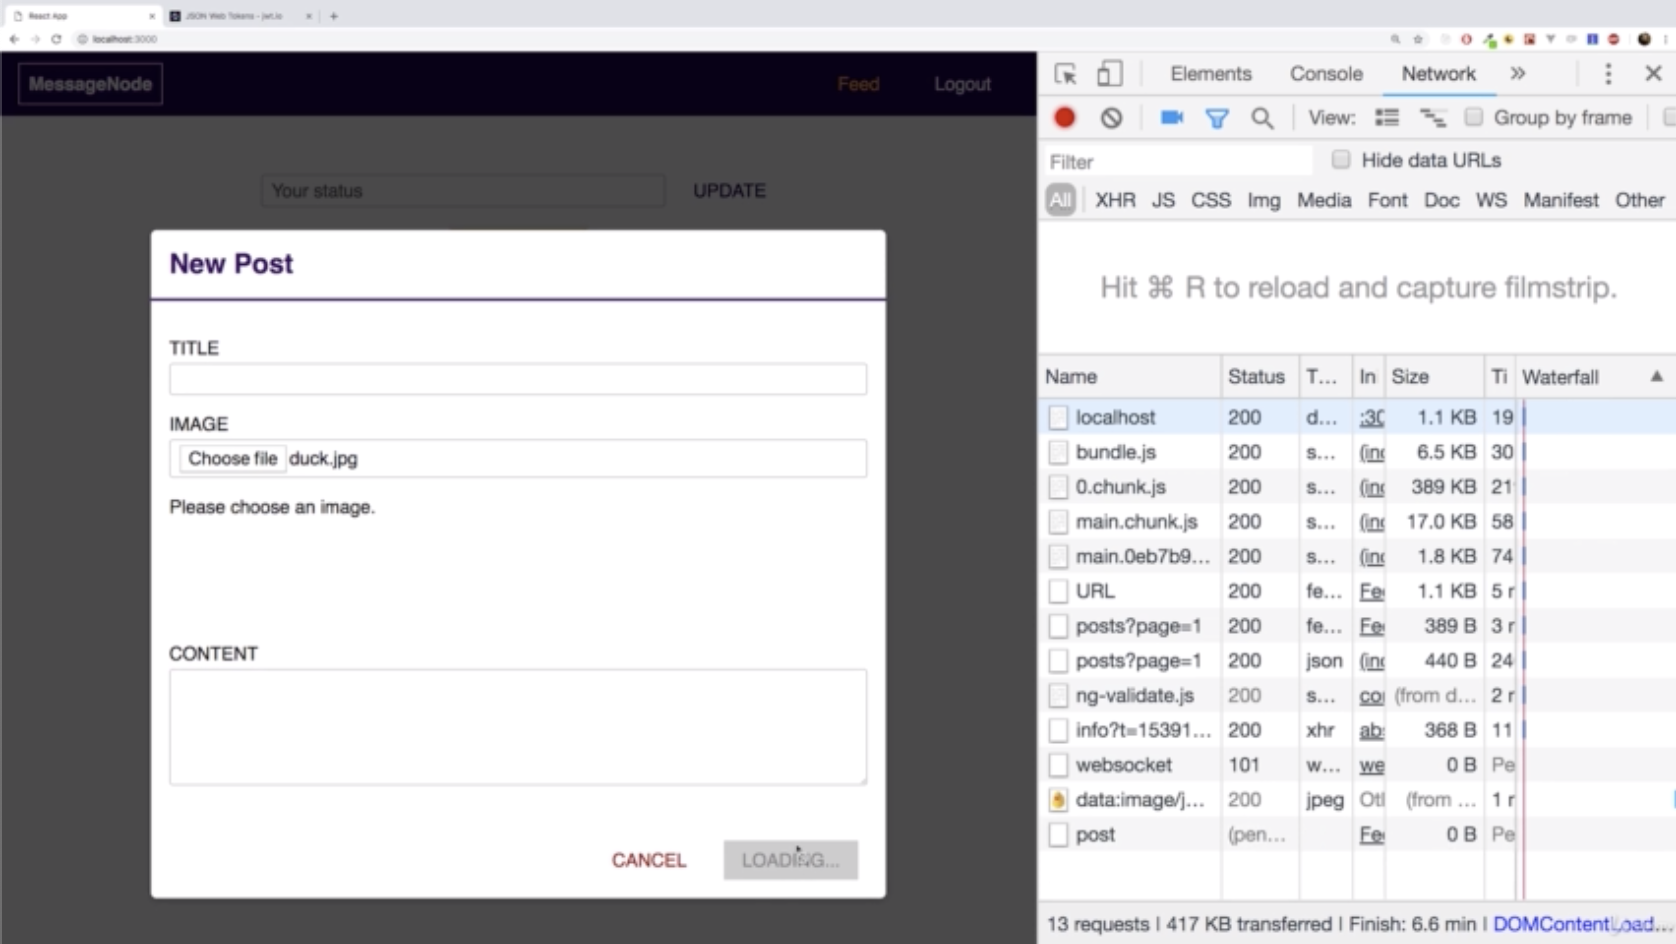 React App
JSON Web Tokens - jwt.io
localhost:3000
MessageNode
Feed
Logout
Your status
UPDATE
New Post
TITLE
IMAGE
Choose file duck.jpg
Please choose an image.
CONTENT
CANCEL
LOADING...
Elements Console Network
View: Group by frame
Filter
Hide data URLs
All XHR JS CSS Img Media Font Doc WS Manifest Other
Hit ⌘ R to reload and capture filmstrip.
Name Status T... In Size Ti Waterfall
localhost 200 d... :30 1.1 KB 19
bundle.js 200 s... (in 6.5 KB 30
0.chunk.js 200 s... (in 389 KB 21
main.chunk.js 200 s... (in 17.0 KB 58
main.0eb7b9... 200 s... (in 1.8 KB 74
URL 200 fe... Fe 1.1 KB 5
posts?page=1 200 fe... Fe 389 B 3
posts?page=1 200 json (in 440 B 24
ng-validate.js 200 s... co (from d... 2
info?t=15391... 200 xhr ab 368 B 11
websocket 101 w... we 0 B Pe
data:image/j... 200 jpeg Ot (from ... 1
post (pen... Fe 0 B Pe
13 requests | 417 KB transferred | Finish: 6.6 min | DOMContentLoad...